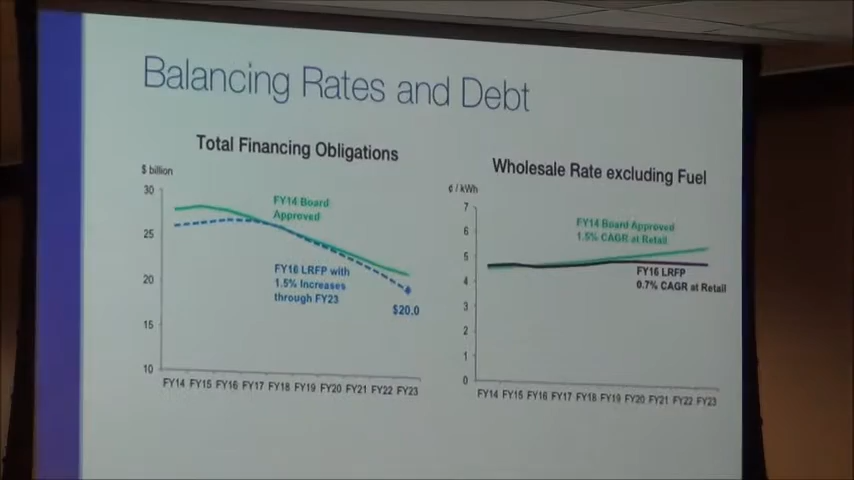 Balancing Rates and Debt
Total Financing Obligations
$ billion
30
25
20
15
10
FY14 Board
Approved
FY16 LRFP with
1.5% Increases
through FY23
$20.0
FY14 FY15 FY16 FY17 FY18 FY19 FY20 FY21 FY22 FY23
Wholesale Rate excluding Fuel
¢ / kWh
7
6
5
4
3
2
1
0
FY14 Board Approved
1.5% CAGR at Retail
FY16 LRFP
0.7% CAGR at Retail
FY14 FY15 FY16 FY17 FY18 FY19 FY20 FY21 FY22 FY23